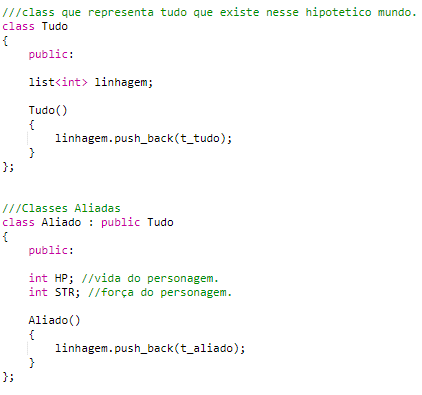 ///class que representa tudo que existe nesse hipotetico mundo.
class Tudo
{
    public:
    list<int> linhagem;
    Tudo()
    {
        linhagem.push_back(t_tudo);
    }
};
///Classes Aliadas
class Aliado : public Tudo
{
    public:
    int HP; //vida do personagem.
    int STR; //força do personagem.
    Aliado()
    {
        linhagem.push_back(t_aliado);
    }
};